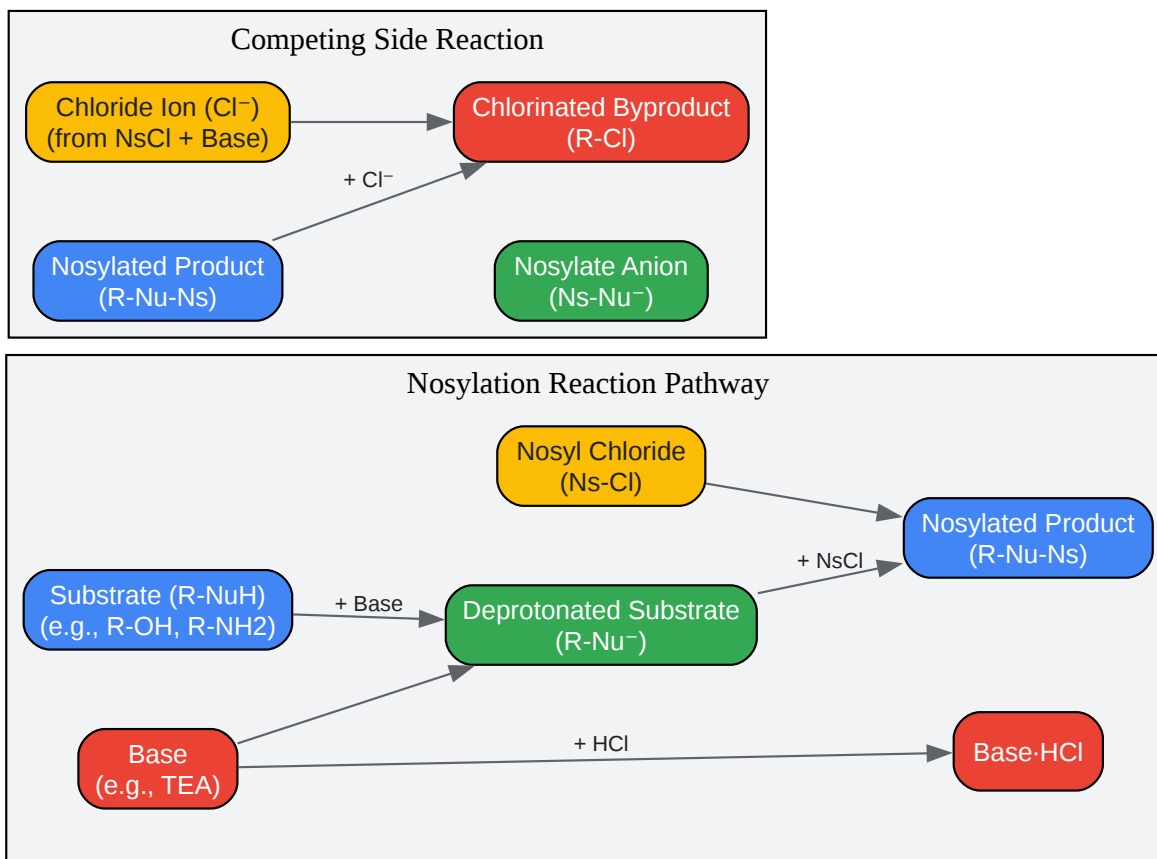 Competing Side Reaction
Chloride Ion (Cl⁻)
(from NsCl + Base)
Chlorinated Byproduct
(R-Cl)
+ Cl⁻
Nosylated Product
(R-Nu-Ns)
Nosylate Anion
(Ns-Nu⁻)
Nosylation Reaction Pathway
Nosyl Chloride
(Ns-Cl)
Nosylated Product
(R-Nu-Ns)
+ NsCl
Substrate (R-NuH)
(e.g., R-OH, R-NH2)
+ Base
Deprotonated Substrate
(R-Nu⁻)
Base
(e.g., TEA)
+ HCl
Base·HCl